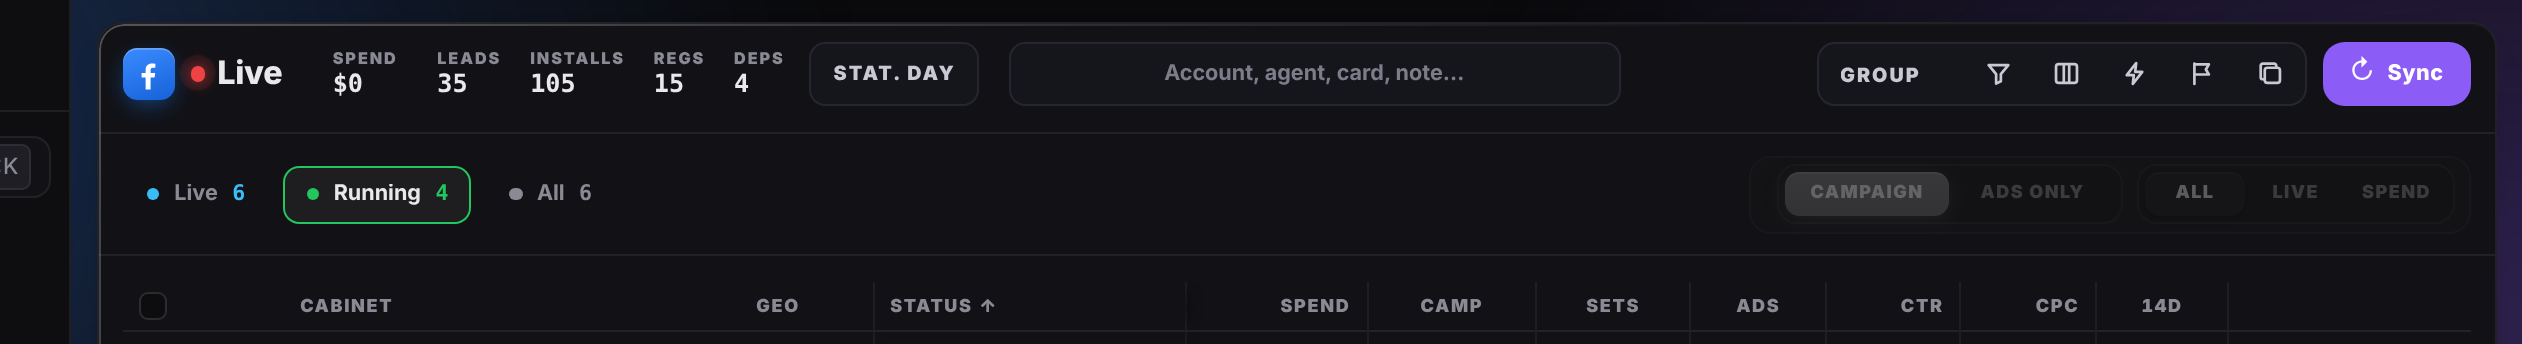 Live
SPEND LEADS INSTALLS REGS DEPS
$0 35 105 15 4
STAT. DAY
Account, agent, card, note...
GROUP
Sync
K
Live 6 Running 4 All 6
CAMPAIGN ADS ONLY ALL LIVE SPEND
CABINET GEO STATUS ↑ SPEND CAMP SETS ADS CTR CPC 14D